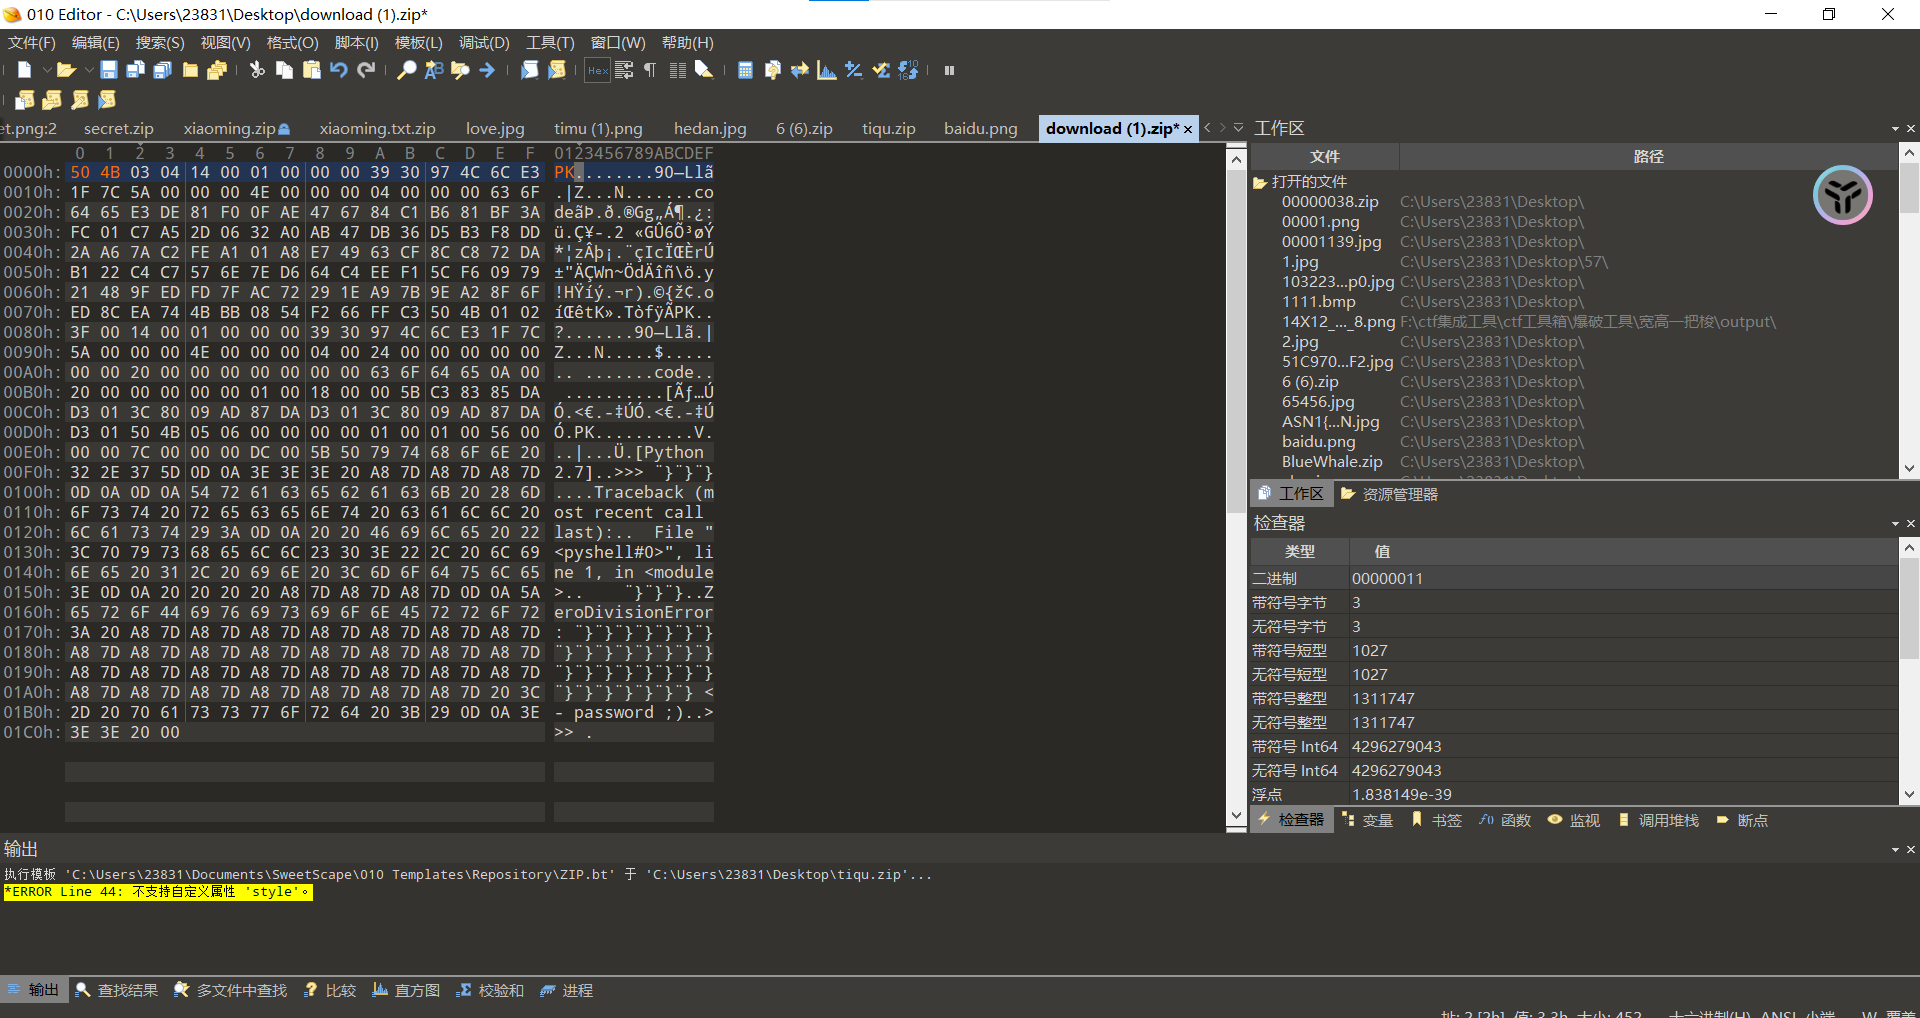 010 Editor - C:\Users\23831\Desktop\download (1).zip*
文件(F) 编辑(E) 搜索(S) 视图(V) 格式(O) 脚本(I) 模板(L) 调试(D) 工具(T) 窗口(W) 帮助(H)
et.png:2 secret.zip xiaoming.zip xiaoming.txt.zip love.jpg timu (1).png hedan.jpg 6 (6).zip tiqu.zip baidu.png download (1).zip*
0 1 2 3 4 5 6 7 8 9 A B C D E F 0123456789ABCDEF
0000h: 50 4B 03 04 14 00 01 00 00 00 39 30 97 4C 6C E3 PK........90—Llã
0010h: 1F 7C 5A 00 00 00 4E 00 00 00 04 00 00 00 63 6F .|Z...N.......co
0020h: 64 65 E3 DE 81 F0 0F AE 47 67 84 C1 B6 81 BF 3A deãÞ.ð.®Gg„Á¶.¿:
0030h: FC 01 C7 A5 2D 06 32 A0 AB 47 DB 36 D5 B3 F8 DD ü.Ç¥-.2 «GÛ6Õ³øÝ
0040h: 2A A6 7A C2 FE A1 01 A8 E7 49 63 CF 8C C8 72 DA *¦zÂþ¡.¨çIcÏŒÈrÚ
0050h: B1 22 C4 C7 57 6E 7E D6 64 C4 EE F1 5C F6 09 79 ±"ÄÇWn~ÖdÄîñ\ö.y
0060h: 21 48 9F ED FD 7F AC 72 29 1E A9 7B 9E A2 8F 6F !HŸíý.¬r).©{ž¢.o
0070h: ED 8C EA 74 4B BB 08 54 F2 66 FF C3 50 4B 01 02 íŒêtK».TòfÿÃPK..
0080h: 3F 00 14 00 01 00 00 00 39 30 97 4C 6C E3 1F 7C ?.......90—Llã.|
0090h: 5A 00 00 00 4E 00 00 00 04 00 24 00 00 00 00 00 Z...N.....$.....
00A0h: 00 00 20 00 00 00 00 00 00 00 63 6F 64 65 0A 00 .. .......code..
00B0h: 20 00 00 00 00 00 01 00 18 00 00 5B C3 83 85 DA  ..........[Ãƒ…Ú
00C0h: D3 01 3C 80 09 AD 87 DA D3 01 3C 80 09 AD 87 DA Ó.<€.-‡ÚÓ.<€.-‡Ú
00D0h: D3 01 50 4B 05 06 00 00 00 00 01 00 01 00 56 00 Ó.PK..........V.
00E0h: 00 00 7C 00 00 00 DC 00 5B 50 79 74 68 6F 6E 20 ..|...Ü.[Python
00F0h: 32 2E 37 5D 0D 0A 3E 3E 3E 20 A8 7D A8 7D A8 7D 2.7]..>>> ¨}¨}¨}
0100h: 0D 0A 0D 0A 54 72 61 63 65 62 61 63 6B 20 28 6D ....Traceback (m
0110h: 6F 73 74 20 72 65 63 65 6E 74 20 63 61 6C 6C 20 ost recent call
0120h: 6C 61 73 74 29 3A 0D 0A 20 20 46 69 6C 65 20 22 last):..  File "
0130h: 3C 70 79 73 68 65 6C 6C 23 30 3E 22 2C 20 6C 69 <pyshell#0>", li
0140h: 6E 65 20 31 2C 20 69 6E 20 3C 6D 6F 64 75 6C 65 ne 1, in <module
0150h: 3E 0D 0A 20 20 20 20 A8 7D A8 7D A8 7D 0D 0A 5A >..    ¨}¨}¨}..Z
0160h: 65 72 6F 44 69 76 69 73 69 6F 6E 45 72 72 6F 72 eroDivisionError
0170h: 3A 20 A8 7D A8 7D A8 7D A8 7D A8 7D A8 7D A8 7D : ¨}¨}¨}¨}¨}¨}¨}
0180h: A8 7D A8 7D A8 7D A8 7D A8 7D A8 7D A8 7D A8 7D ¨}¨}¨}¨}¨}¨}¨}¨}
0190h: A8 7D A8 7D A8 7D A8 7D A8 7D A8 7D A8 7D A8 7D ¨}¨}¨}¨}¨}¨}¨}¨}
01A0h: A8 7D A8 7D A8 7D A8 7D A8 7D A8 7D A8 7D 20 3C ¨}¨}¨}¨}¨}¨}¨} <
01B0h: 2D 20 70 61 73 73 77 6F 72 64 20 3B 29 0D 0A 3E - password ;)..>
01C0h: 3E 3E 20 00 >> .
工作区
文件 路径
打开的文件
00000038.zip C:\Users\23831\Desktop\
00001.png C:\Users\23831\Desktop\
00001139.jpg C:\Users\23831\Desktop\
1.jpg C:\Users\23831\Desktop\57\
103223...p0.jpg C:\Users\23831\Desktop\
1111.bmp C:\Users\23831\Desktop\
14X12_..._8.png F:\ctf集成工具\ctf工具箱\爆破工具\宽高一把梭\output\
2.jpg C:\Users\23831\Desktop\
51C970...F2.jpg C:\Users\23831\Desktop\
6 (6).zip C:\Users\23831\Desktop\
65456.jpg C:\Users\23831\Desktop\
ASN1{...N.jpg C:\Users\23831\Desktop\
baidu.png C:\Users\23831\Desktop\
BlueWhale.zip C:\Users\23831\Desktop\
工作区 资源管理器
检查器
类型 值
二进制 00000011
带符号字节 3
无符号字节 3
带符号短型 1027
无符号短型 1027
带符号整型 1311747
无符号整型 1311747
带符号 Int64 4296279043
无符号 Int64 4296279043
浮点 1.838149e-39
检查器 变量 书签 函数 监视 调用堆栈 断点
输出
执行模板 'C:\Users\23831\Documents\SweetScape\010 Templates\Repository\ZIP.bt' 于 'C:\Users\23831\Desktop\tiqu.zip'...
*ERROR Line 44: 不支持自定义属性 'style'。
输出 查找结果 多文件中查找 比较 直方图 校验和 进程